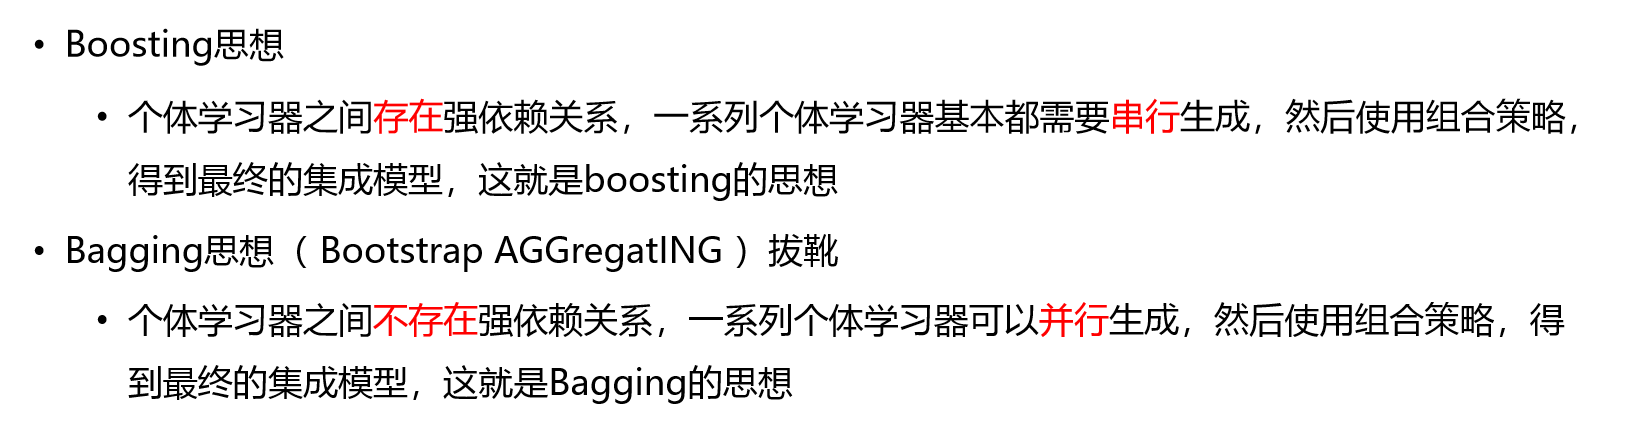 • Boosting思想
• 个体学习器之间存在强依赖关系，一系列个体学习器基本都需要串行生成，然后使用组合策略，
得到最终的集成模型，这就是boosting的思想
• Bagging思想（ Bootstrap AGGregatING ）拔靴
• 个体学习器之间不存在强依赖关系，一系列个体学习器可以并行生成，然后使用组合策略，得
到最终的集成模型，这就是Bagging的思想